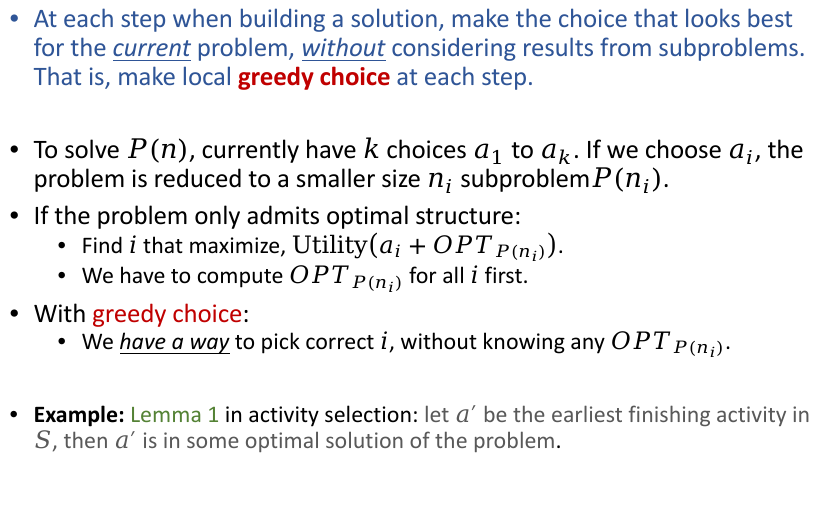 • At each step when building a solution, make the choice that looks best
for the current problem, without considering results from subproblems.
That is, make local greedy choice at each step.
• To solve P(n), currently have k choices a₁ to aₖ. If we choose aᵢ, the
problem is reduced to a smaller size nᵢ subproblem P(nᵢ).
• If the problem only admits optimal structure:
• Find i that maximize, Utility(aᵢ + OPT_P(nᵢ)).
• We have to compute OPT_P(nᵢ) for all i first.
• With greedy choice:
• We have a way to pick correct i, without knowing any OPT_P(nᵢ).
• Example: Lemma 1 in activity selection: let a′ be the earliest finishing activity in
S, then a′ is in some optimal solution of the problem.